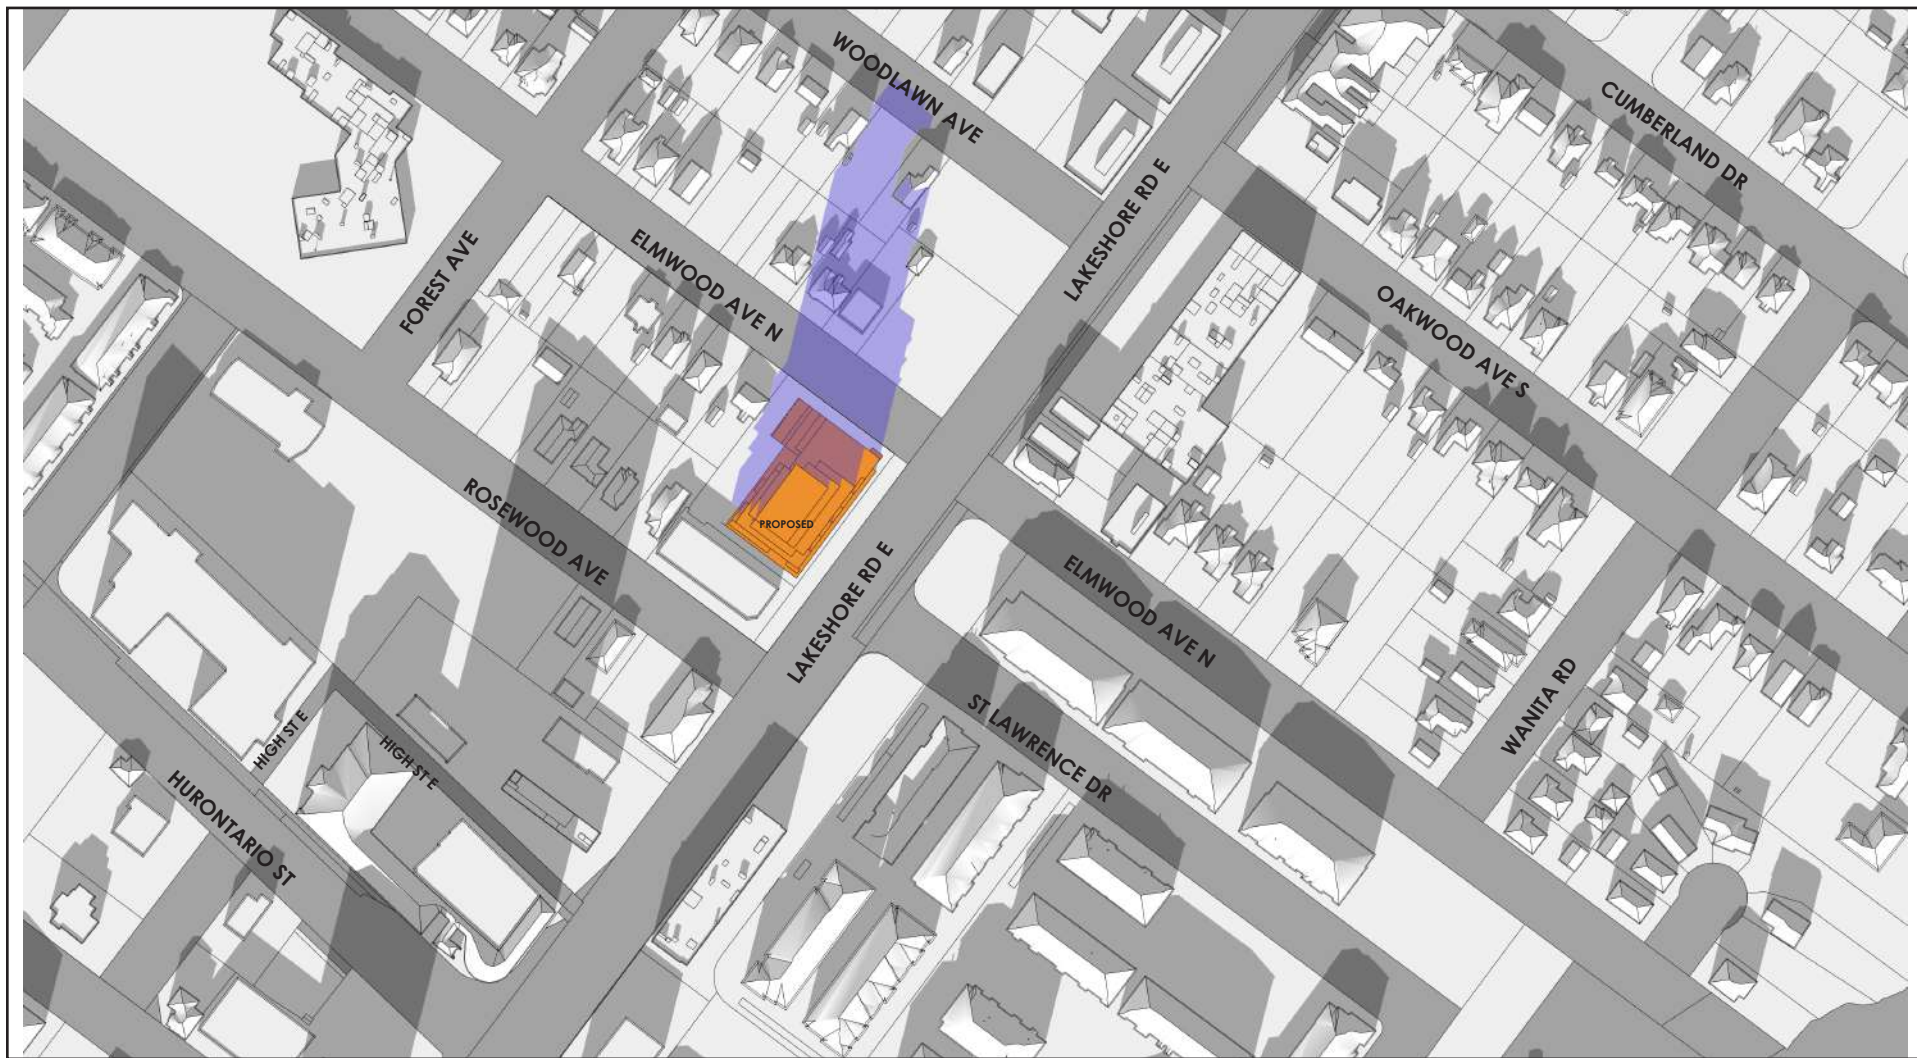 WOODLAWN AVE
CUMBERLAND DR
FOREST AVE
ELMWOOD AVE N
LAKESHORE RD E
OAKWOOD AVE S
ROSEWOOD AVE
PROPOSED
LAKESHORE RD E
ELMWOOD AVE N
ST LAWRENCE DR
WANITA RD
HIGH ST E
HIGH ST E
HURONTARIO ST